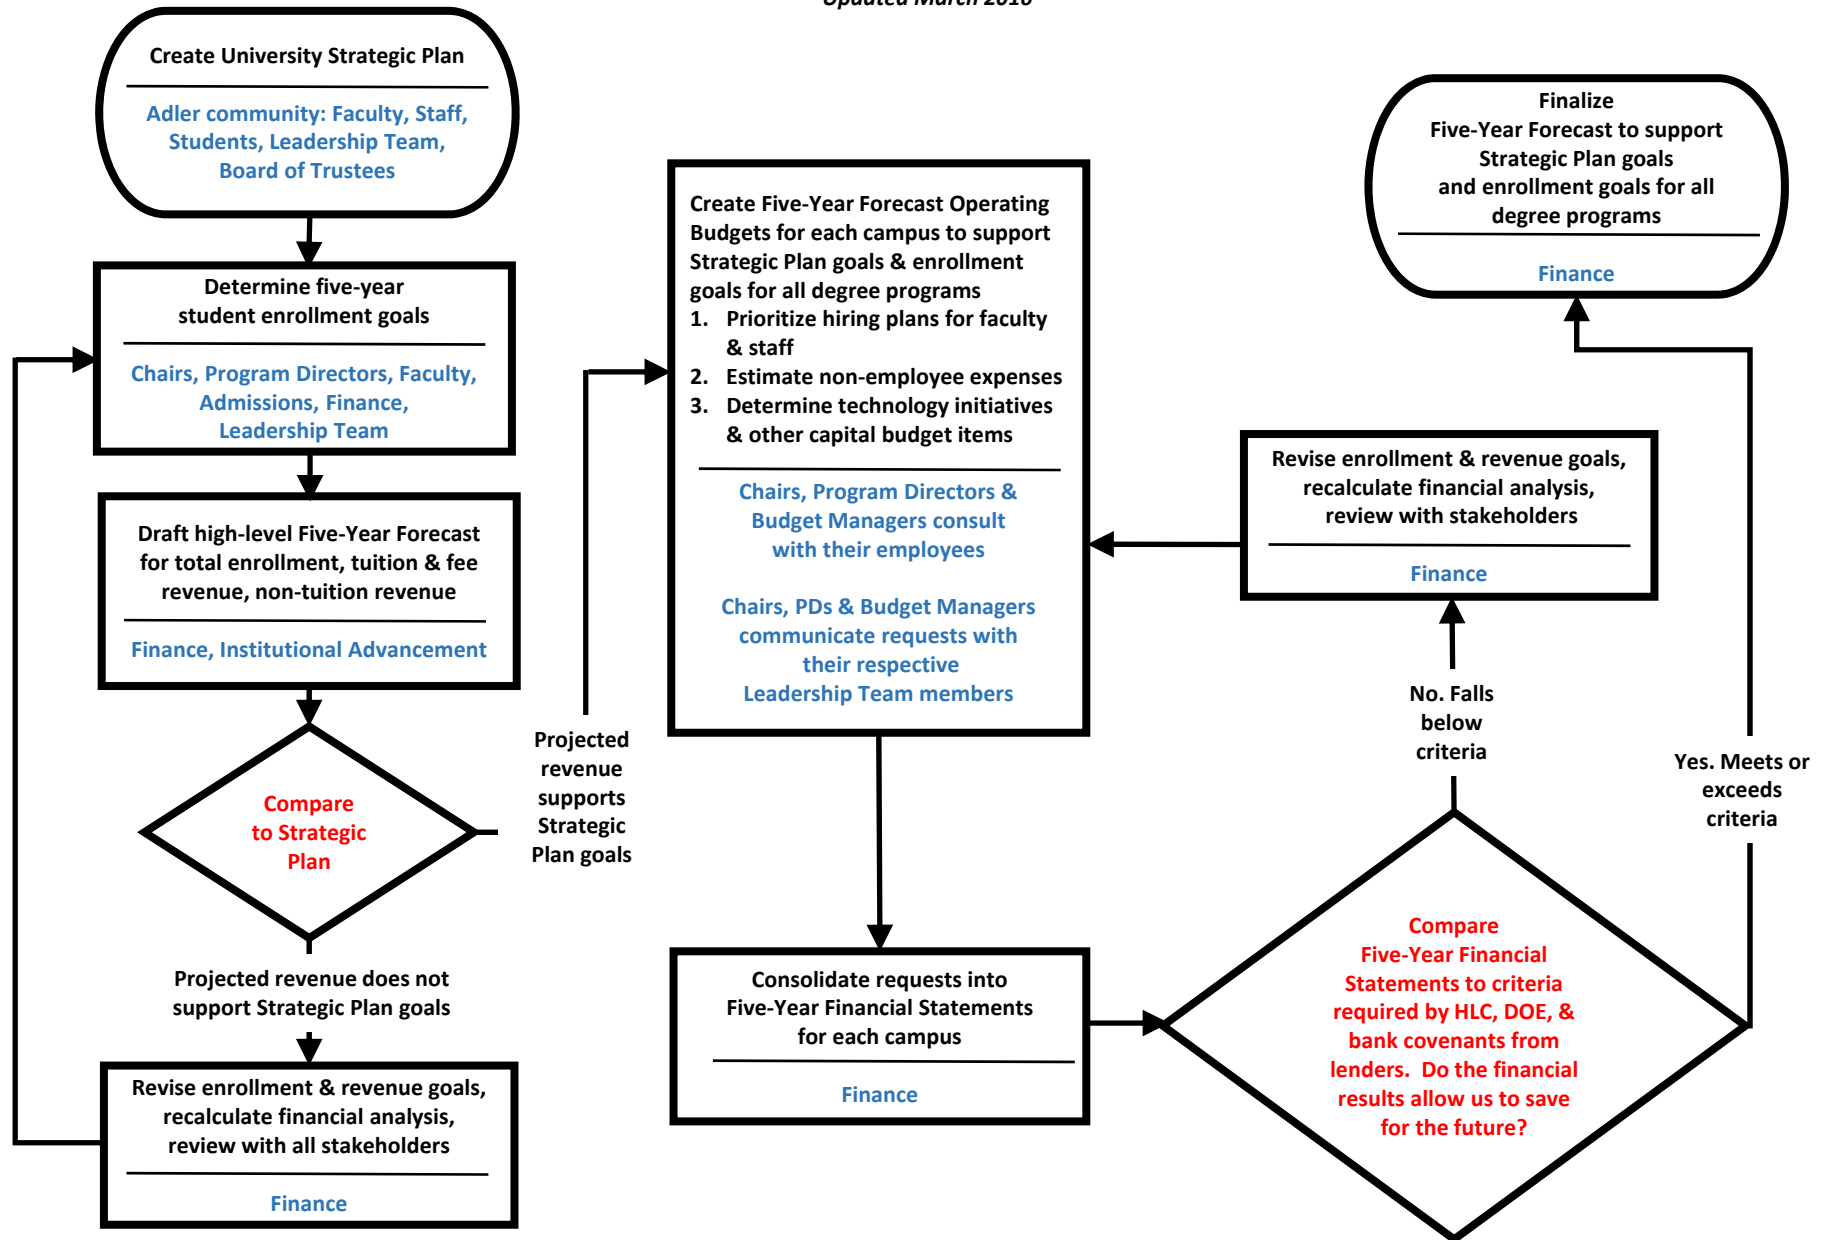 Updated March 2016
Create University Strategic Plan
Adler community: Faculty, Staff,
Students, Leadership Team,
Board of Trustees
Determine five-year
student enrollment goals
Chairs, Program Directors, Faculty,
Admissions, Finance,
Leadership Team
Draft high-level Five-Year Forecast
for total enrollment, tuition & fee
revenue, non-tuition revenue
Finance, Institutional Advancement
Compare
to Strategic
Plan
Projected revenue does not
support Strategic Plan goals
Revise enrollment & revenue goals,
recalculate financial analysis,
review with all stakeholders
Finance
Projected
revenue
supports
Strategic
Plan goals
Create Five-Year Forecast Operating
Budgets for each campus to support
Strategic Plan goals & enrollment
goals for all degree programs
1. Prioritize hiring plans for faculty
& staff
2. Estimate non-employee expenses
3. Determine technology initiatives
& other capital budget items
Chairs, Program Directors &
Budget Managers consult
with their employees
Chairs, PDs & Budget Managers
communicate requests with
their respective
Leadership Team members
Consolidate requests into
Five-Year Financial Statements
for each campus
Finance
Compare
Five-Year Financial
Statements to criteria
required by HLC, DOE, &
bank covenants from
lenders. Do the financial
results allow us to save
for the future?
No. Falls
below
criteria
Revise enrollment & revenue goals,
recalculate financial analysis,
review with stakeholders
Finance
Yes. Meets or
exceeds
criteria
Finalize
Five-Year Forecast to support
Strategic Plan goals
and enrollment goals for all
degree programs
Finance